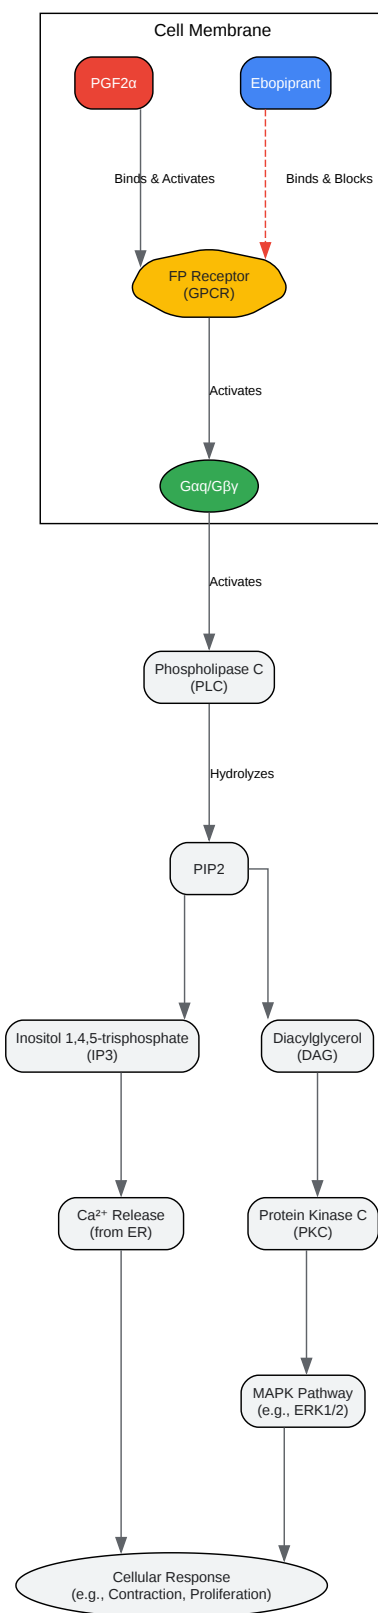 Cell Membrane
PGF2α
Ebopiprant
Binds & Activates
Binds & Blocks
FP Receptor
(GPCR)
Activates
Gαq/Gβγ
Activates
Phospholipase C
(PLC)
Hydrolyzes
PIP2
Inositol 1,4,5-trisphosphate
(IP3)
Diacylglycerol
(DAG)
Ca²⁺ Release
(from ER)
Protein Kinase C
(PKC)
MAPK Pathway
(e.g., ERK1/2)
Cellular Response
(e.g., Contraction, Proliferation)